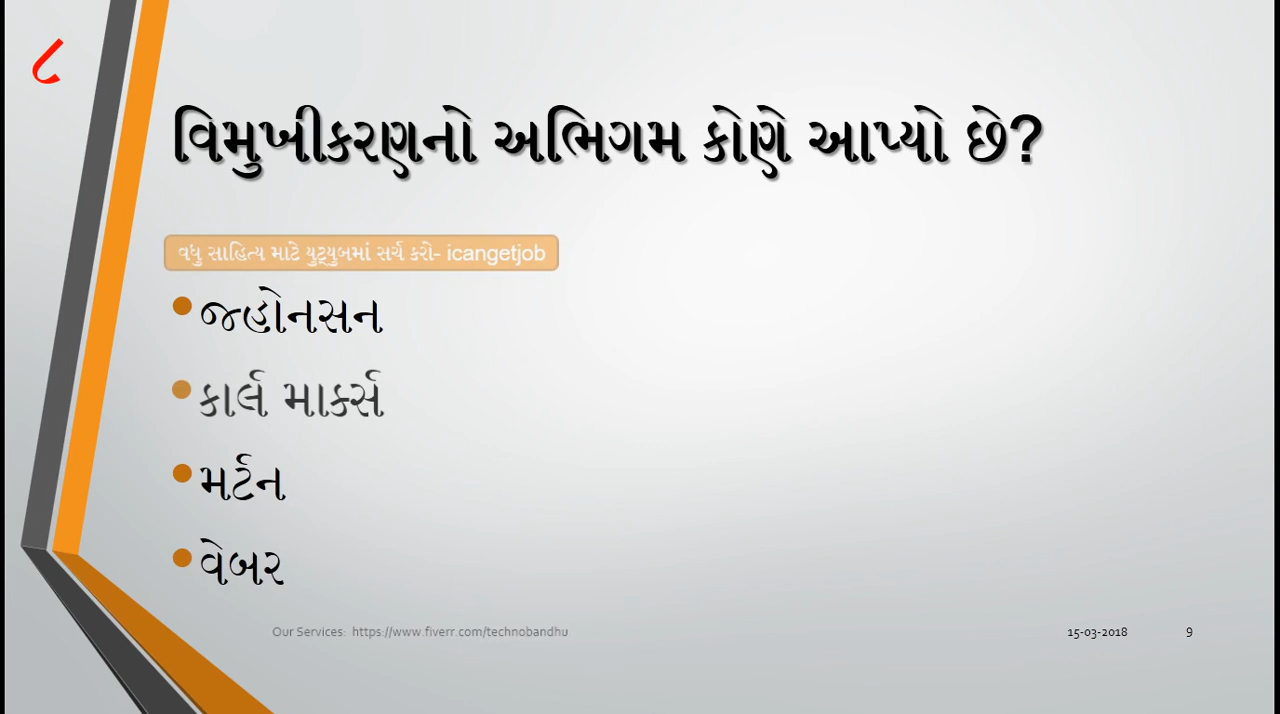 ૮
વિમુખીકરણનો અભિગમ કોણે આપ્યો છે?
વધુ સાહિત્ય માટે યુટ્યુબમાં સર્ચ કરો- icangetjob
જહોનસન
કાર્લ માર્ક્સ
મર્ટન
વેબર
Our Services: https://www.fiverr.com/technobandhu
15-03-2018
9